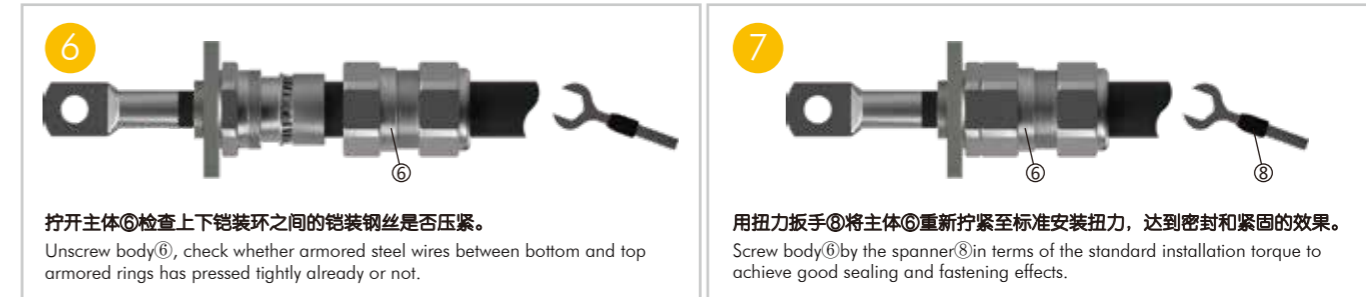 6
⑥
拧开主体⑥检查上下铠装环之间的铠装钢丝是否压紧。
Unscrew body⑥, check whether armored steel wires between bottom and top
armored rings has pressed tightly already or not.
7
⑥
⑧
用扭力扳手⑧将主体⑥重新拧紧至标准安装扭力，达到密封和紧固的效果。
Screw body⑥by the spanner⑧in terms of the standard installation torque to
achieve good sealing and fastening effects.